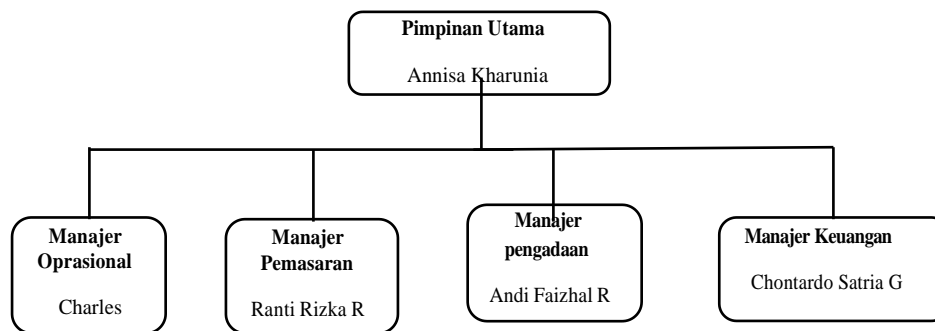 Pimpinan Utama
Annisa Kharunia
Manajer
Oprasional
Charles
Manajer
Pemasaran
Ranti Rizka R
Manajer
pengadaan
Andi Faizhal R
Manajer Keuangan
Chontardo Satria G